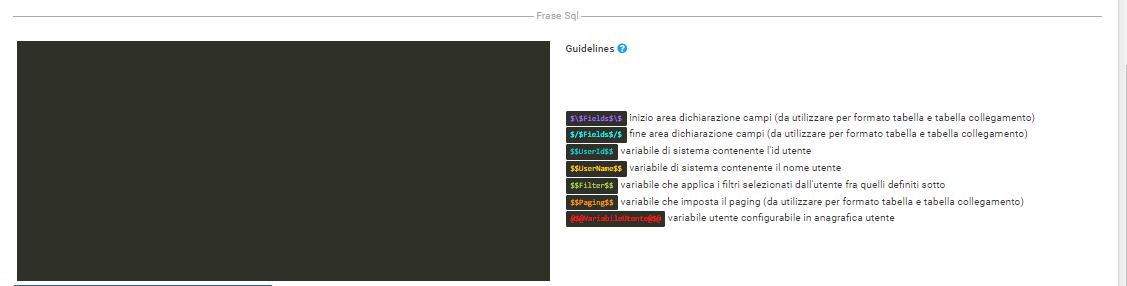 Frase Sql
Guidelines
$\$Fields$\$ inizio area dichiarazione campi (da utilizzare per formato tabella e tabella collegamento)
$/$Fields$/$ fine area dichiarazione campi (da utilizzare per formato tabella e tabella collegamento)
$$UserId$$ variabile di sistema contenente l'id utente
$$UserName$$ variabile di sistema contenente il nome utente
$$Filter$$ variabile che applica i filtri selezionati dall'utente fra quelli definiti sotto
$$Paging$$ variabile che imposta il paging (da utilizzare per formato tabella e tabella collegamento)
@$@VariabileUtente@$@ variabile utente configurabile in anagrafica utente